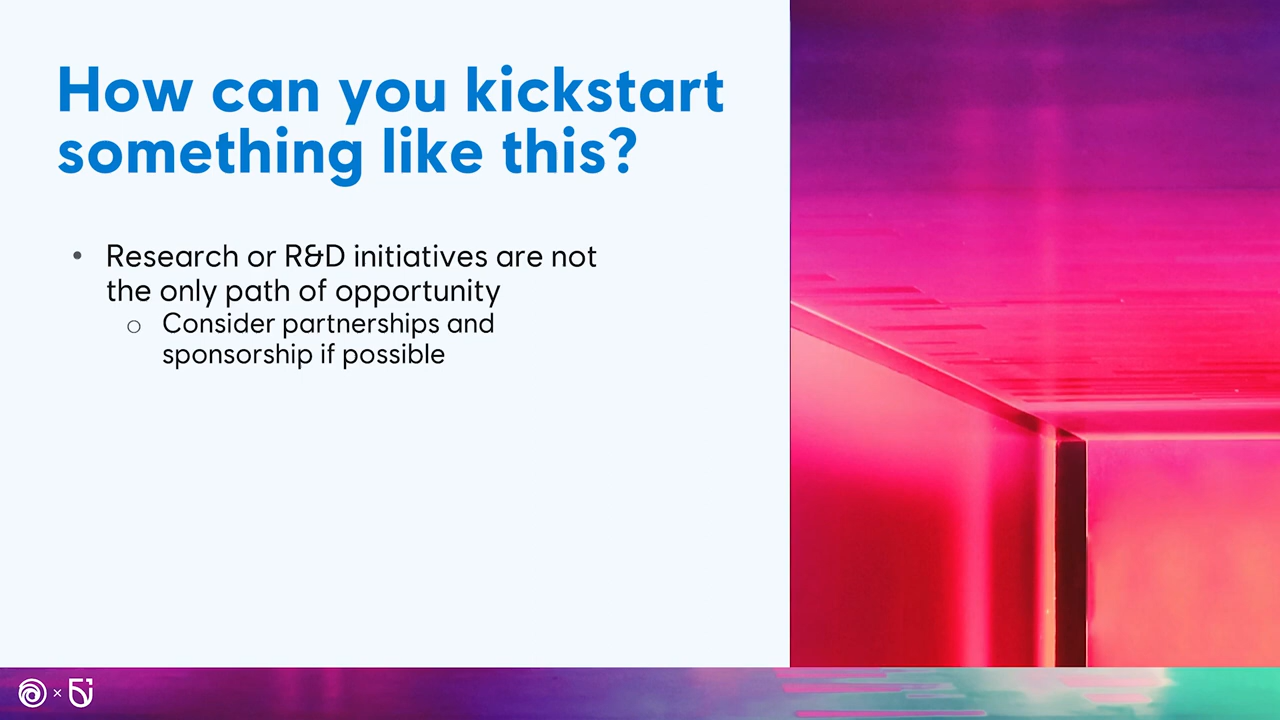 How can you kickstart
something like this?
• Research or R&D initiatives are not
the only path of opportunity
○ Consider partnerships and
sponsorship if possible
×